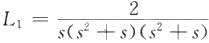 L₁ = 2 / s(s² + s)(s² + s)